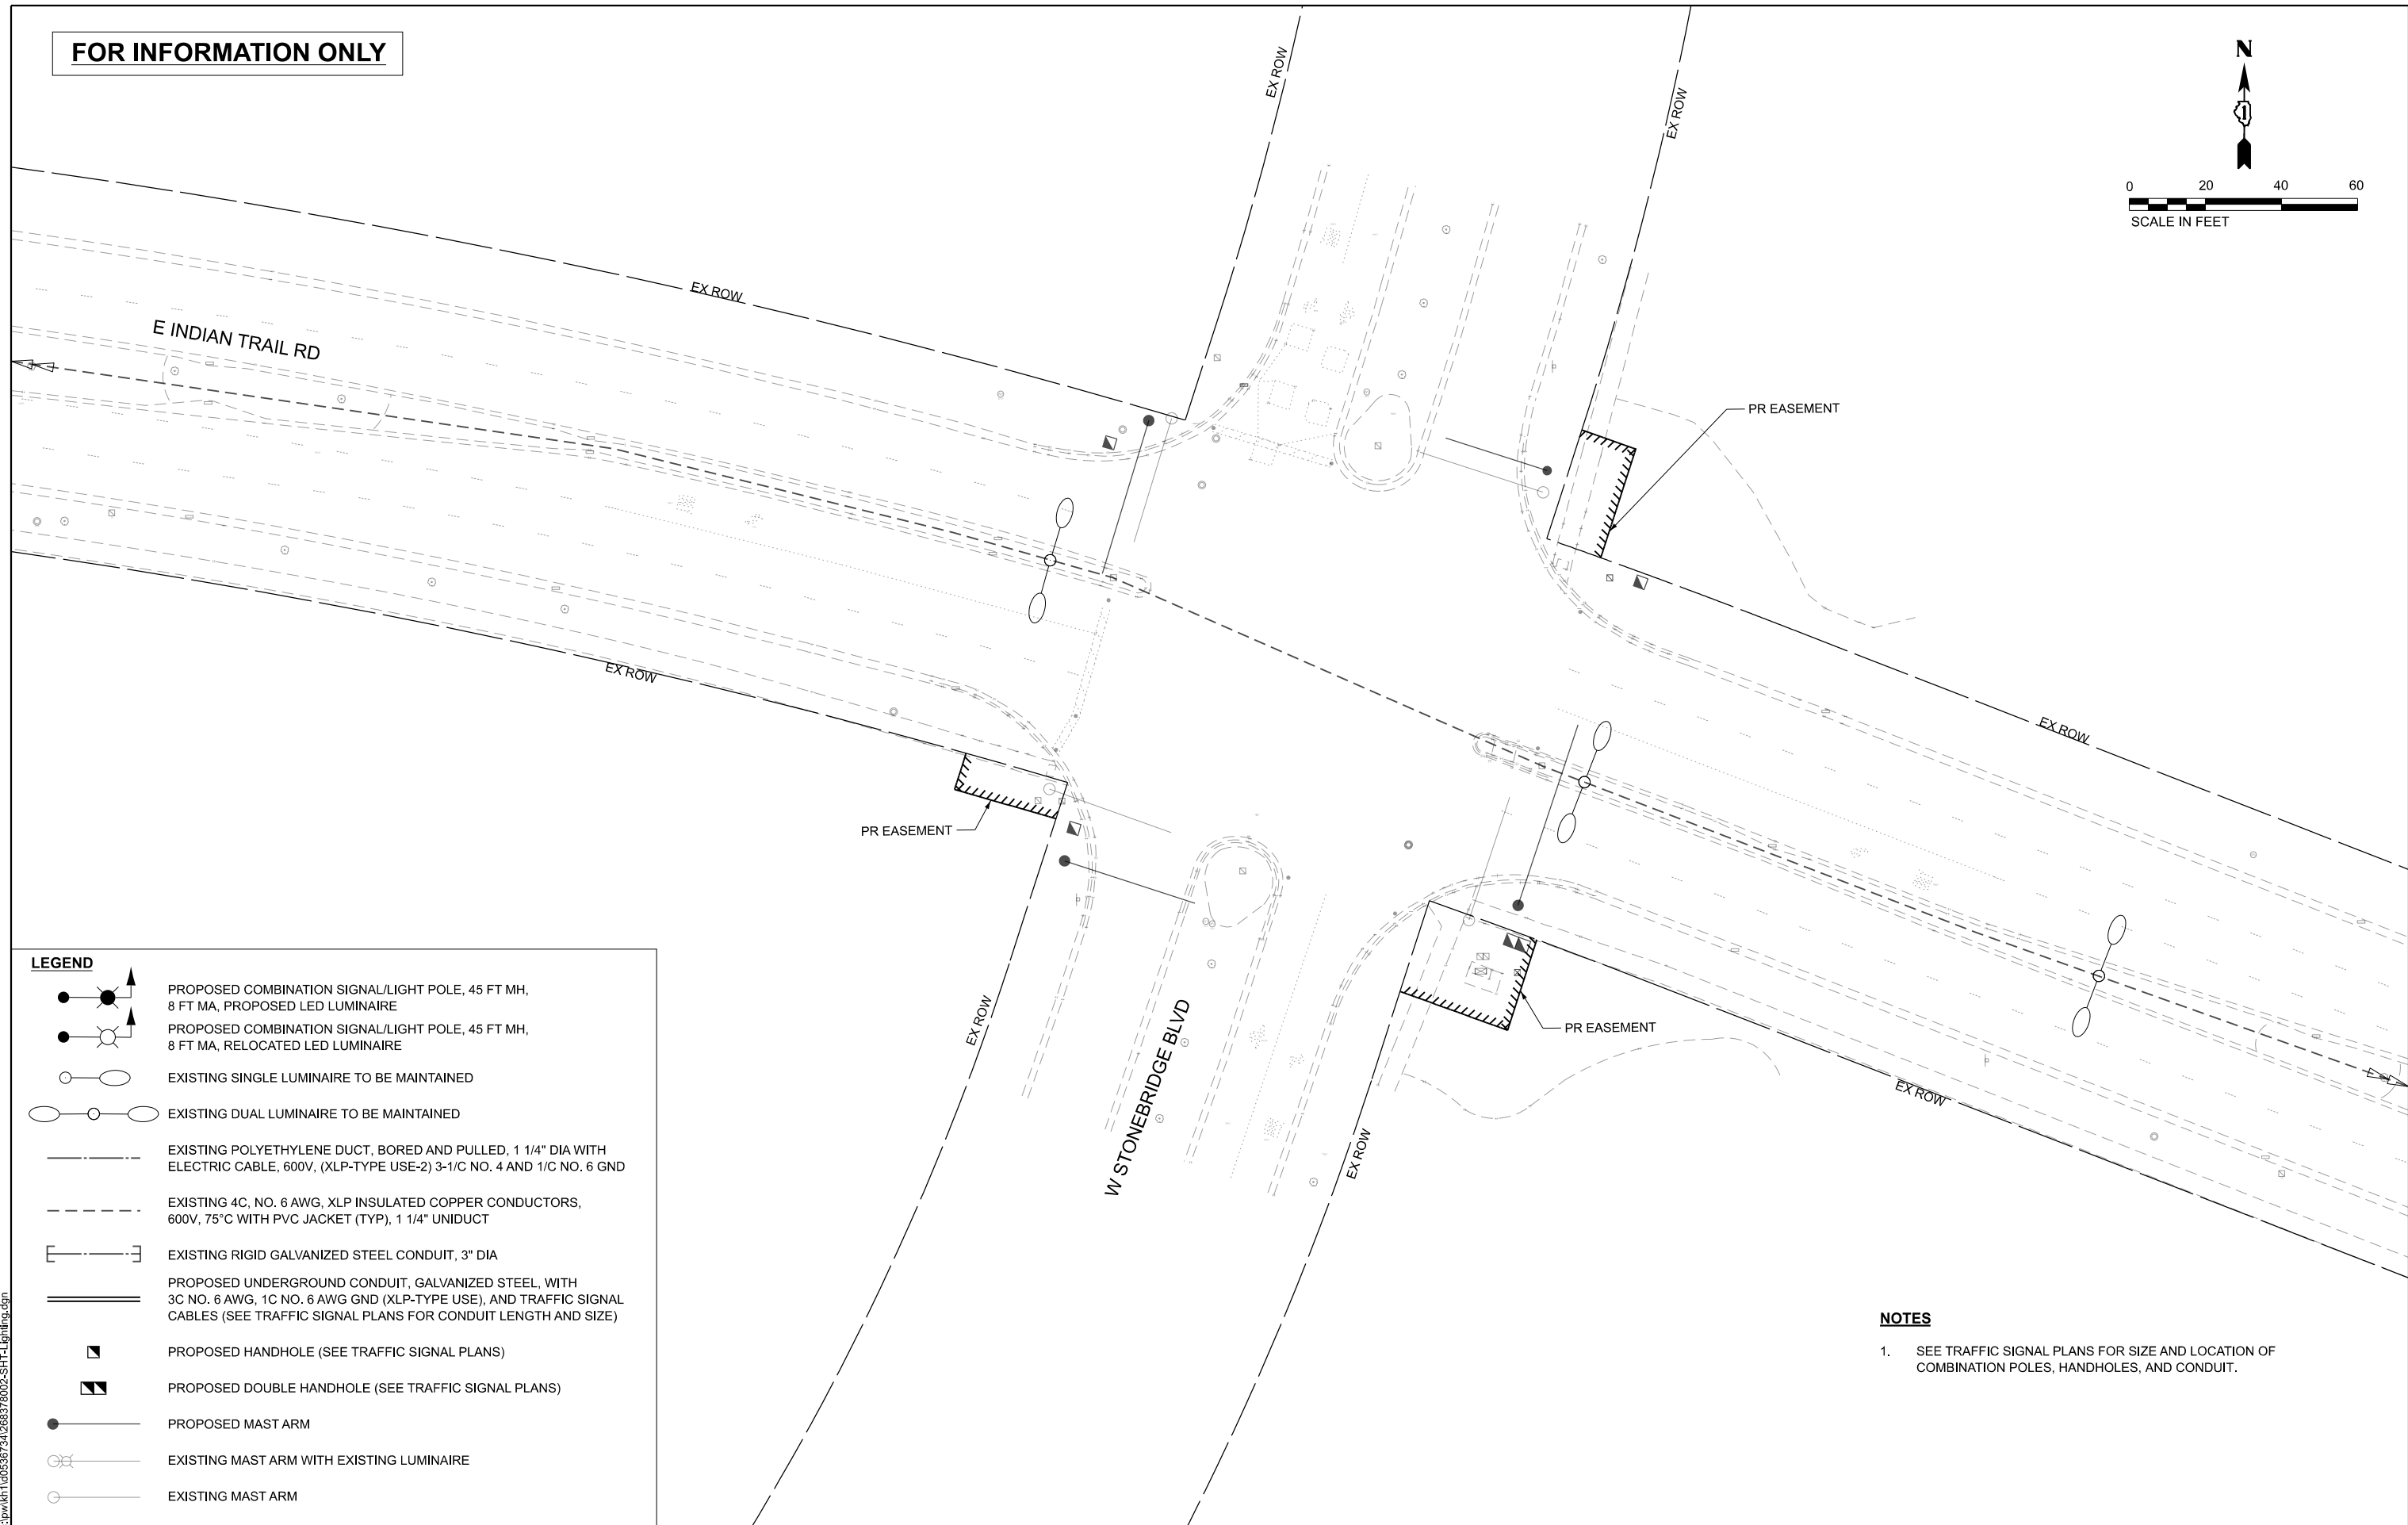 FOR INFORMATION ONLY
N
1
0 20 40 60
SCALE IN FEET
EX ROW
EX ROW
EX ROW
E INDIAN TRAIL RD
PR EASEMENT
EX ROW
EX ROW
PR EASEMENT
PR EASEMENT
EX ROW
W STONEBRIDGE BLVD
EX ROW
EX ROW
LEGEND
PROPOSED COMBINATION SIGNAL/LIGHT POLE, 45 FT MH,
8 FT MA, PROPOSED LED LUMINAIRE
PROPOSED COMBINATION SIGNAL/LIGHT POLE, 45 FT MH,
8 FT MA, RELOCATED LED LUMINAIRE
EXISTING SINGLE LUMINAIRE TO BE MAINTAINED
EXISTING DUAL LUMINAIRE TO BE MAINTAINED
EXISTING POLYETHYLENE DUCT, BORED AND PULLED, 1 1/4" DIA WITH
ELECTRIC CABLE, 600V, (XLP-TYPE USE-2) 3-1/C NO. 4 AND 1/C NO. 6 GND
EXISTING 4C, NO. 6 AWG, XLP INSULATED COPPER CONDUCTORS,
600V, 75°C WITH PVC JACKET (TYP), 1 1/4" UNIDUCT
EXISTING RIGID GALVANIZED STEEL CONDUIT, 3" DIA
PROPOSED UNDERGROUND CONDUIT, GALVANIZED STEEL, WITH
3C NO. 6 AWG, 1C NO. 6 AWG GND (XLP-TYPE USE), AND TRAFFIC SIGNAL
CABLES (SEE TRAFFIC SIGNAL PLANS FOR CONDUIT LENGTH AND SIZE)
PROPOSED HANDHOLE (SEE TRAFFIC SIGNAL PLANS)
PROPOSED DOUBLE HANDHOLE (SEE TRAFFIC SIGNAL PLANS)
PROPOSED MAST ARM
EXISTING MAST ARM WITH EXISTING LUMINAIRE
EXISTING MAST ARM
NOTES
1. SEE TRAFFIC SIGNAL PLANS FOR SIZE AND LOCATION OF
COMBINATION POLES, HANDHOLES, AND CONDUIT.